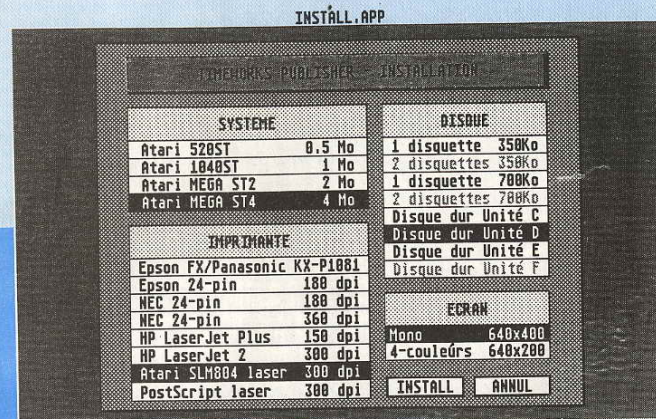 INSTALL.APP
TIMEWORKS PUBLISHER - INSTALLATION
SYSTEME
Atari 520ST 0.5 Mo
Atari 1040ST 1 Mo
Atari MEGA ST2 2 Mo
Atari MEGA ST4 4 Mo
IMPRIMANTE
Epson FX/Panasonic KX-P1081
Epson 24-pin 180 dpi
NEC 24-pin 180 dpi
NEC 24-pin 360 dpi
HP LaserJet Plus 150 dpi
HP LaserJet 2 300 dpi
Atari SLM804 laser 300 dpi
PostScript laser 300 dpi
DISQUE
1 disquette 350Ko
2 disquettes 350Ko
1 disquette 700Ko
2 disquettes 700Ko
Disque dur Unité C
Disque dur Unité D
Disque dur Unité E
Disque dur Unité F
ECRAN
Mono 640x400
4-couleurs 640x200
INSTALL ANNUL